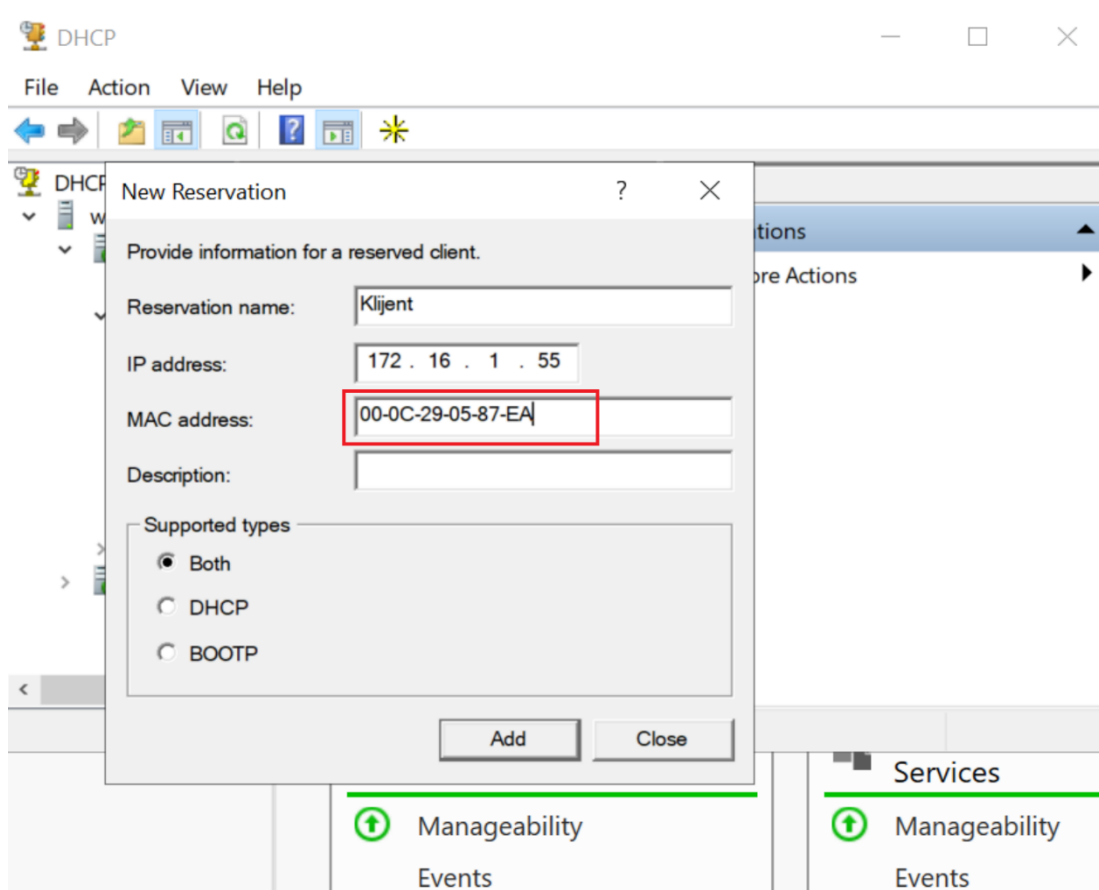 DHCP
File Action View Help
DHCP
New Reservation ?
Provide information for a reserved client.
Reservation name: Klijent
IP address: 172 . 16 . 1 . 55
MAC address: 00-0C-29-05-87-EA
Description:
Supported types
Both
DHCP
BOOTP
Add Close
w
tions
ore Actions
Services
Manageability Manageability
Events Events